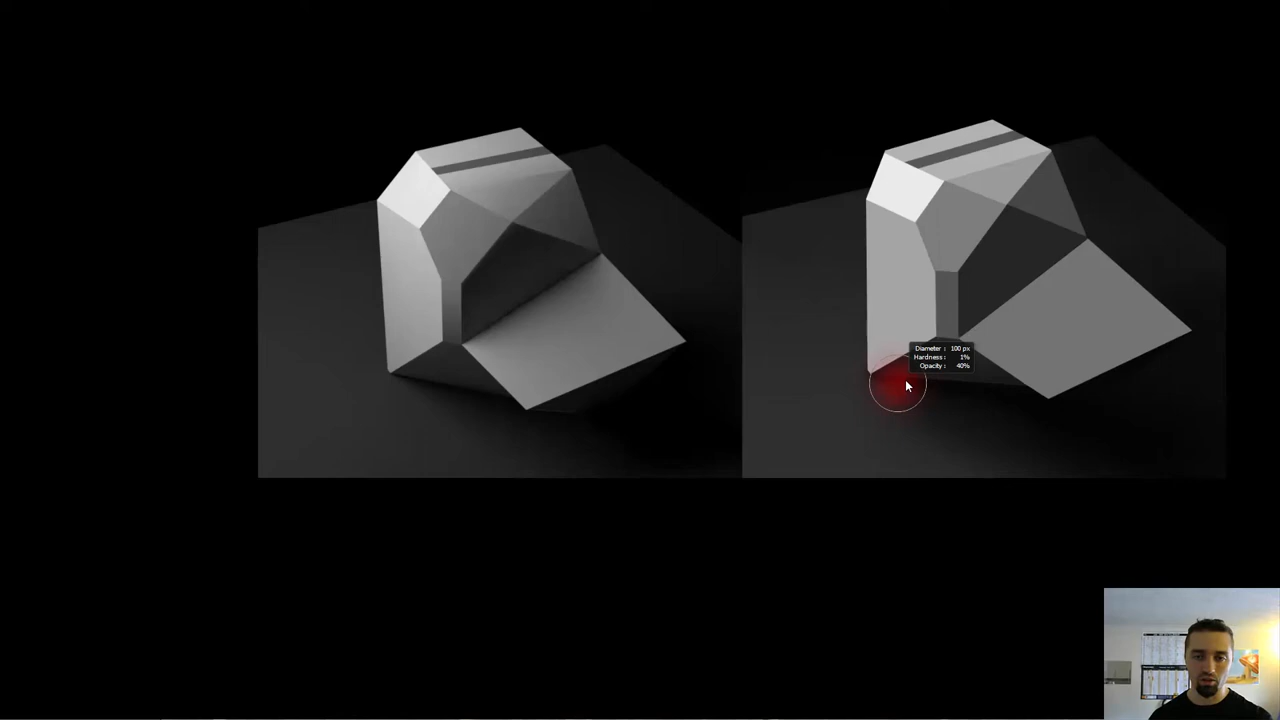 Diameter : 100 px
Hardness : 1%
Opacity : 40%